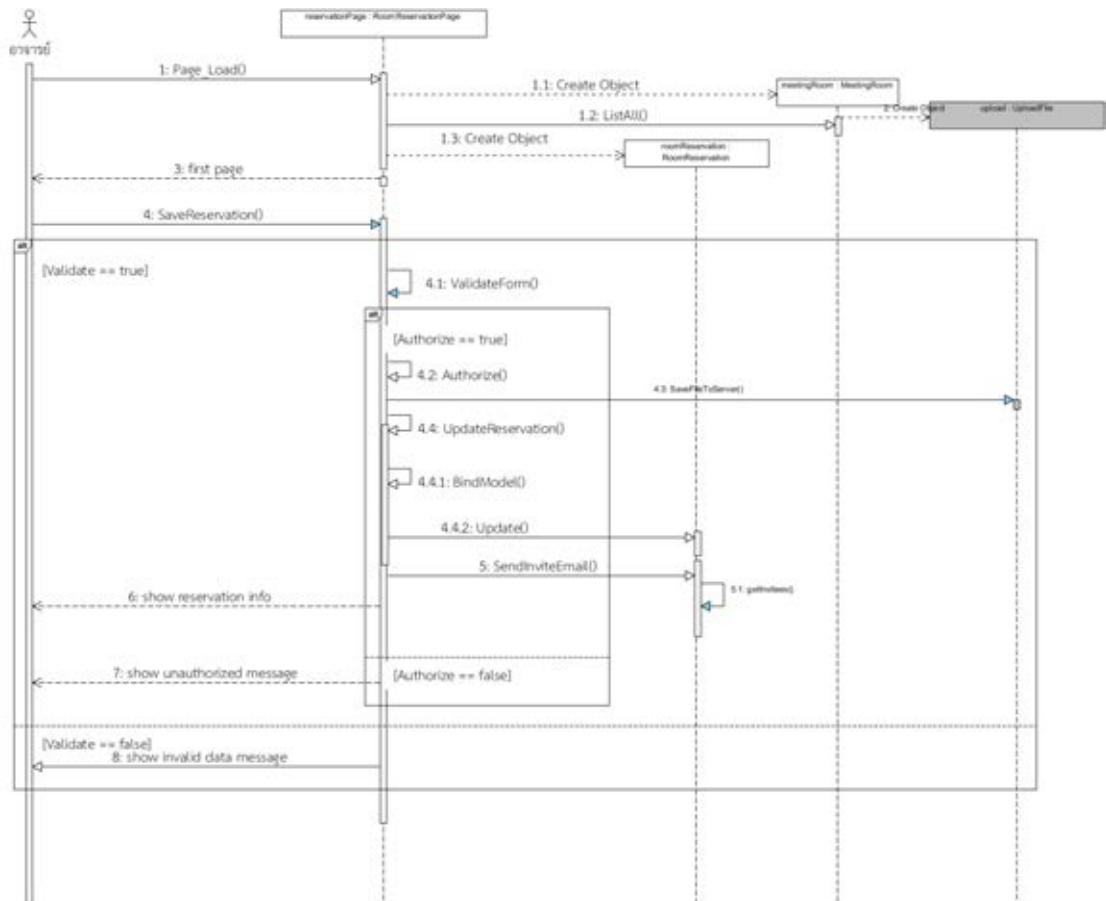 reservationPage : RoomReservationPage
อาจารย์
1: Page_Load()
1.1: Create Object
meetingRoom : MeetingRoom
1.2: ListAll()
2: Create Object
upload : UploadFile
1.3: Create Object
roomReservation :
RoomReservation
3: first page
4: SaveReservation()
alt
[Validate == true]
4.1: ValidateForm()
alt
[Authorize == true]
4.2: Authorize()
4.3: SaveFileToServer()
4.4: UpdateReservation()
4.4.1: BindModel()
4.4.2: Update()
5: SendInviteEmail()
5.1: getInvitees()
6: show reservation info
7: show unauthorized message
[Authorize == false]
[Validate == false]
8: show invalid data message